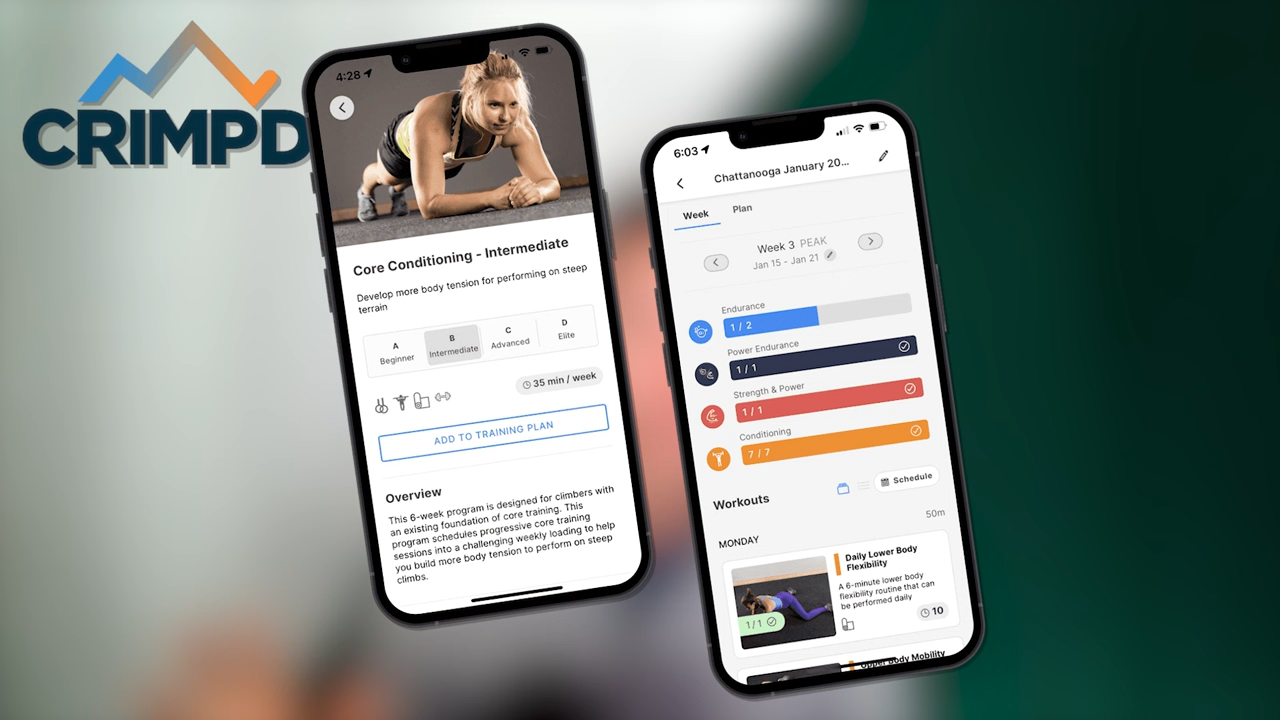 CRIMPD
4:28
Core Conditioning - Intermediate
Develop more body tension for performing on steep
terrain
A
Beginner
B
Intermediate
C
Advanced
D
Elite
35 min / week
ADD TO TRAINING PLAN
Overview
This 6-week program is designed for climbers with
an existing foundation of core training. This
program schedules progressive core training
sessions into a challenging weekly loading to help
you build more body tension to perform on steep
climbs.
6:03
Chattanooga January 20...
Week
Plan
Week 3 PEAK
Jan 15 - Jan 21
Endurance
1 / 2
Power Endurance
1 / 1
Strength & Power
1 / 1
Conditioning
7 / 7
Workouts
Schedule
50m
MONDAY
Daily Lower Body
Flexibility
A 6-minute lower body
flexibility routine that can
be performed daily
1/1
10
Upper Body Mobility